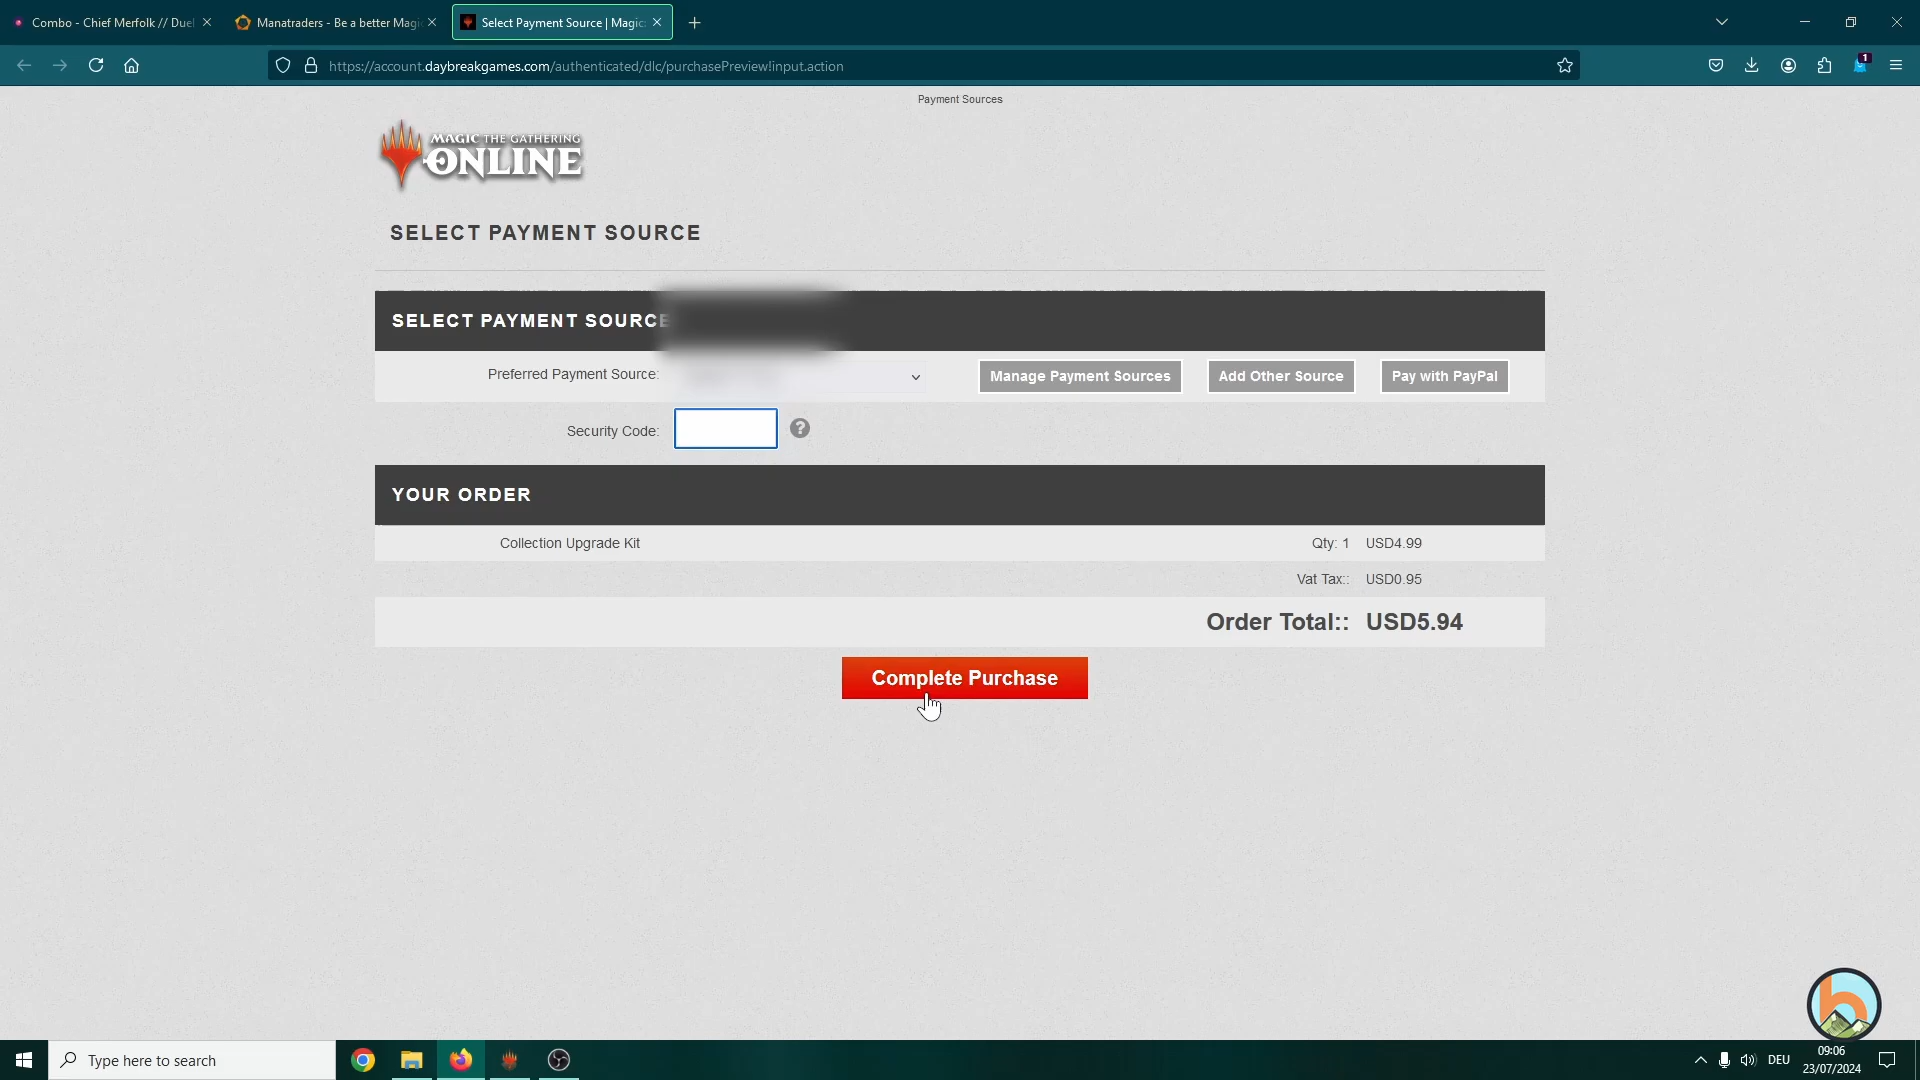 Combo - Chief Merfolk // Duel
Manatraders - Be a better Magi
Select Payment Source | Magic:
https://account.daybreakgames.com/authenticated/dlc/purchasePreview!input.action
1
Payment Sources
MAGIC THE GATHERING
ONLINE
SELECT PAYMENT SOURCE
SELECT PAYMENT SOURCE
Preferred Payment Source:
Manage Payment Sources
Add Other Source
Pay with PayPal
Security Code:
?
YOUR ORDER
Collection Upgrade Kit Qty: 1 USD4.99
Vat Tax:: USD0.95
Order Total:: USD5.94
Complete Purchase
Type here to search
DEU
09:06
23/07/2024